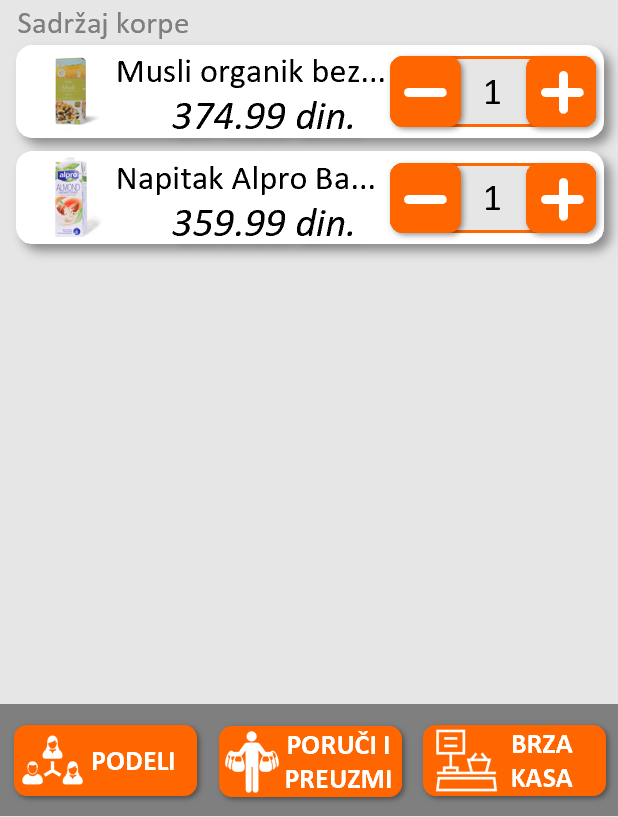 Sadržaj korpe
Musli organik bez...
374.99 din.
1
Napitak Alpro Ba...
359.99 din.
1
alpro
ALMOND
PODELI
PORUČI I
PREUZMI
BRZA
KASA